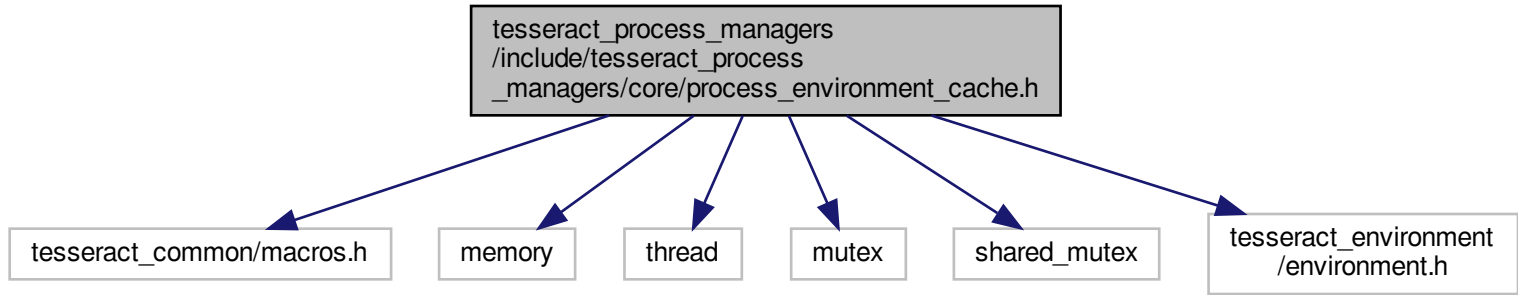 tesseract_process_managers
/include/tesseract_process
_managers/core/process_environment_cache.h
tesseract_common/macros.h
memory
thread
mutex
shared_mutex
tesseract_environment
/environment.h